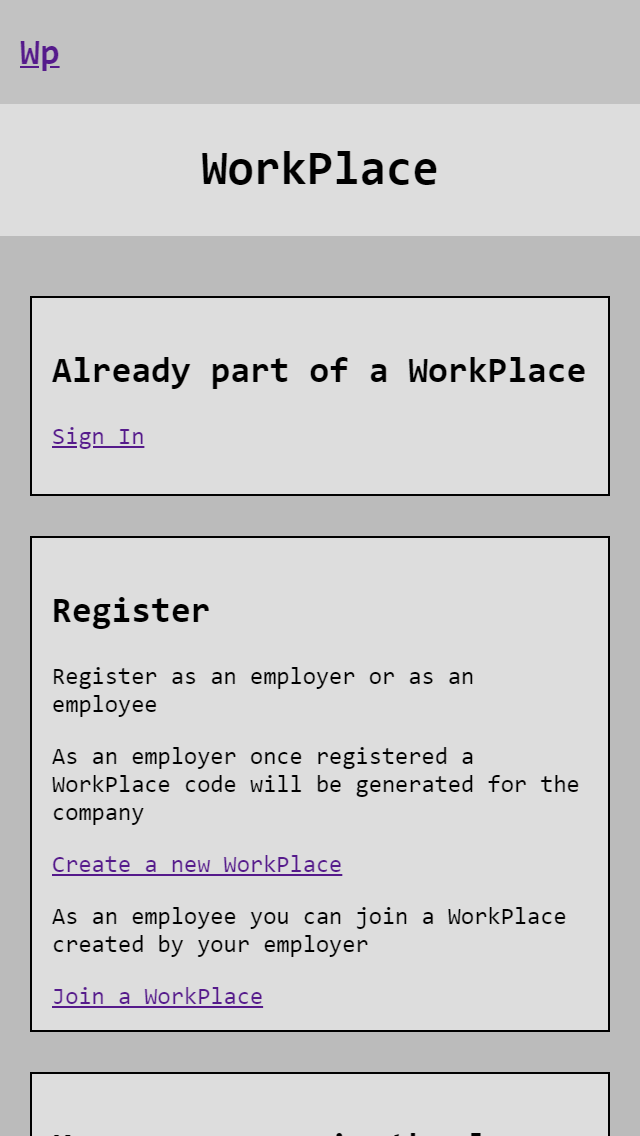 Wp
WorkPlace
Already part of a WorkPlace
Sign In
Register
Register as an employer or as an
employee
As an employer once registered a
WorkPlace code will be generated for the
company
Create a new WorkPlace
As an employee you can join a WorkPlace
created by your employer
Join a WorkPlace